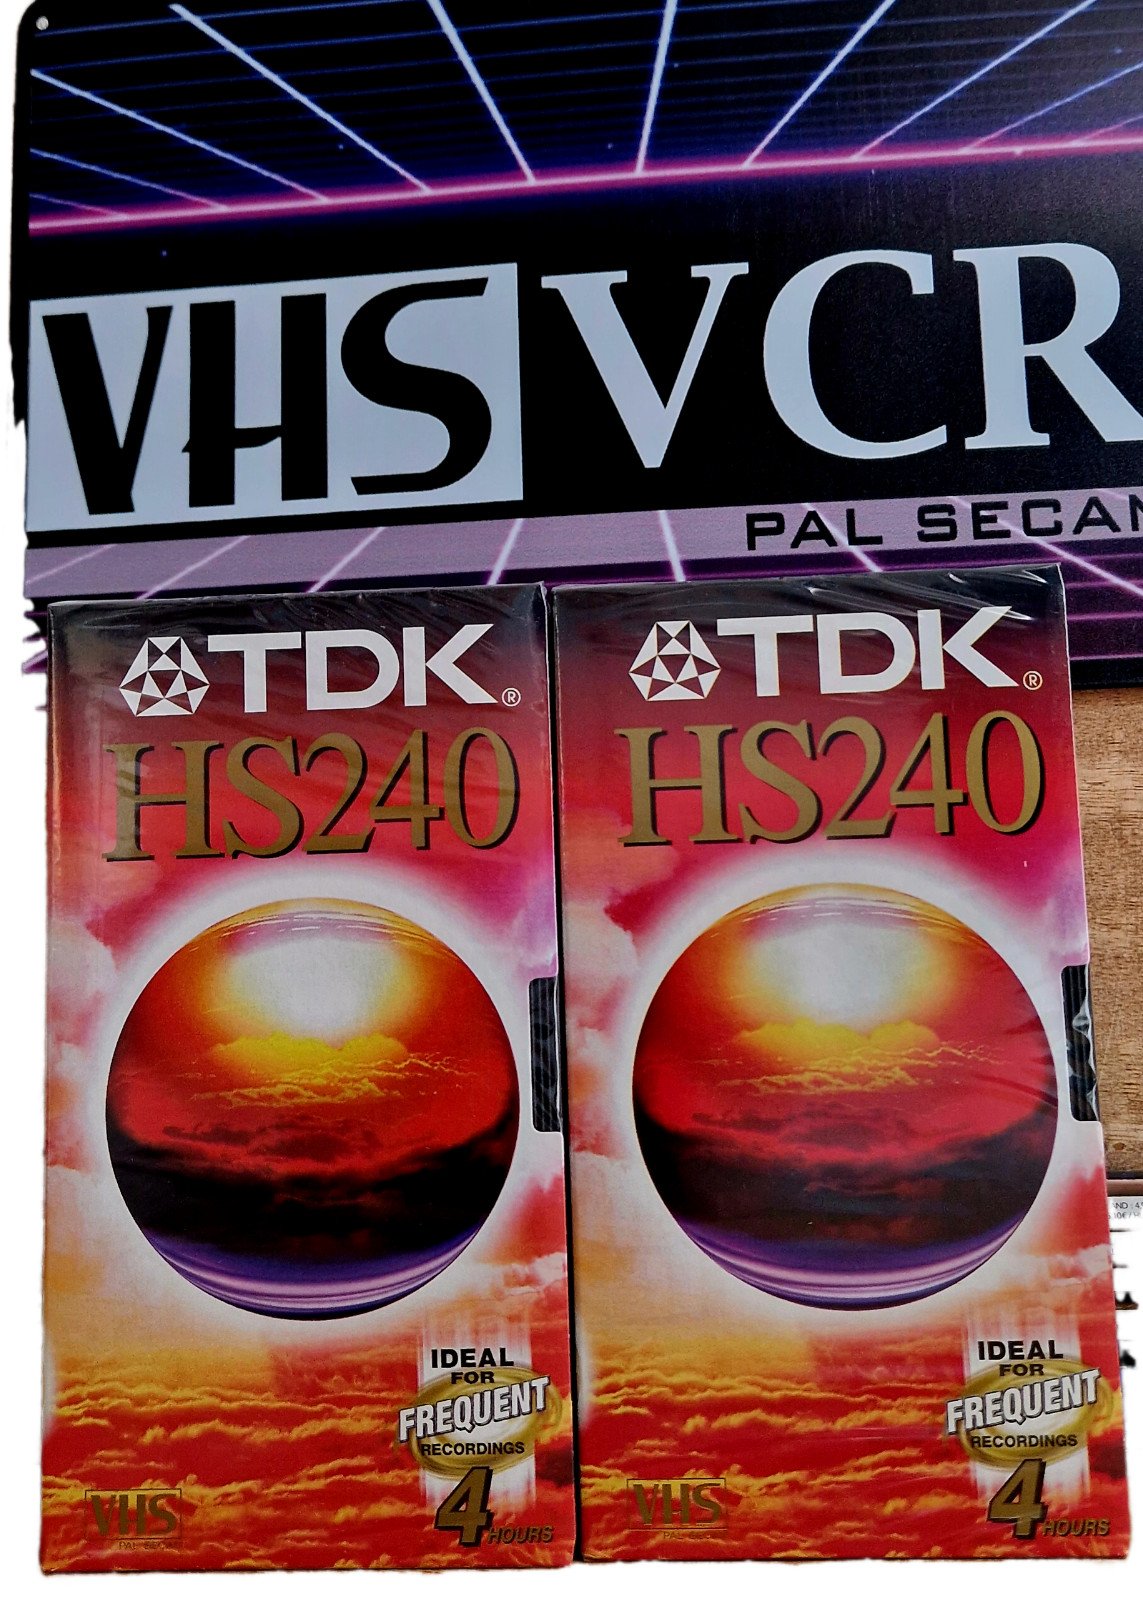 VHS VCR
PAL SECAM
TDK®
HS240
IDEAL
FOR
FREQUENT
RECORDINGS
4 HOURS
VHS
TDK®
HS240
IDEAL
FOR
FREQUENT
RECORDINGS
4 HOURS
VHS